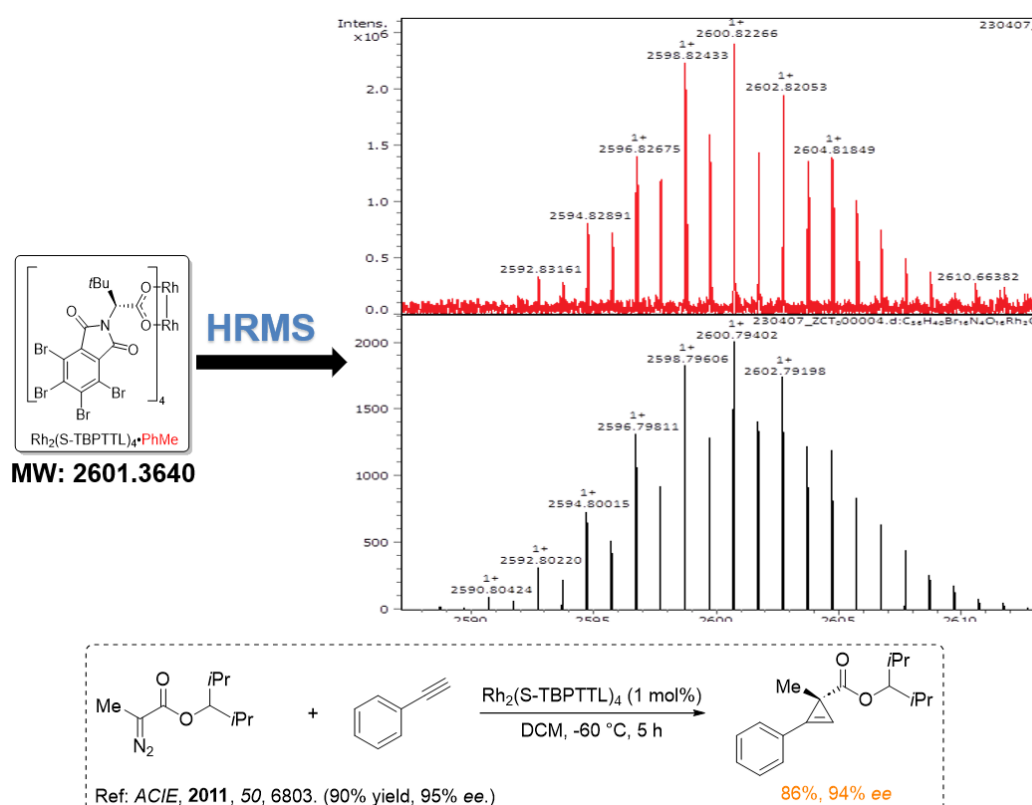 Intens.
x10⁶
230407
1+
2600.82266
1+
2598.82433
1+
2602.82053
1+
2596.82675
1+
2604.81849
2594.82891
2592.83161
2610.66382
2.5
2.0
1.5
1.0
0.5
0.0
tBu
O
O
Rh
Rh
O
N
O
Br
Br
Br
Br
4
Rh₂(S-TBPTTL)₄•PhMe
MW: 2601.3640
HRMS
1+
2600.79402
1+
2598.79606
1+
2602.79198
1+
2596.79811
1+
2594.80015
1+
2592.80220
1+
2590.80424
2000
1500
1000
500
0
2590
2595
2600
2605
2610
Me
N₂
O
O
iPr
iPr
+
Rh₂(S-TBPTTL)₄ (1 mol%)
DCM, -60 °C, 5 h
Me
O
O
iPr
iPr
Ref: ACIE, 2011, 50, 6803. (90% yield, 95% ee.)
86%, 94% ee